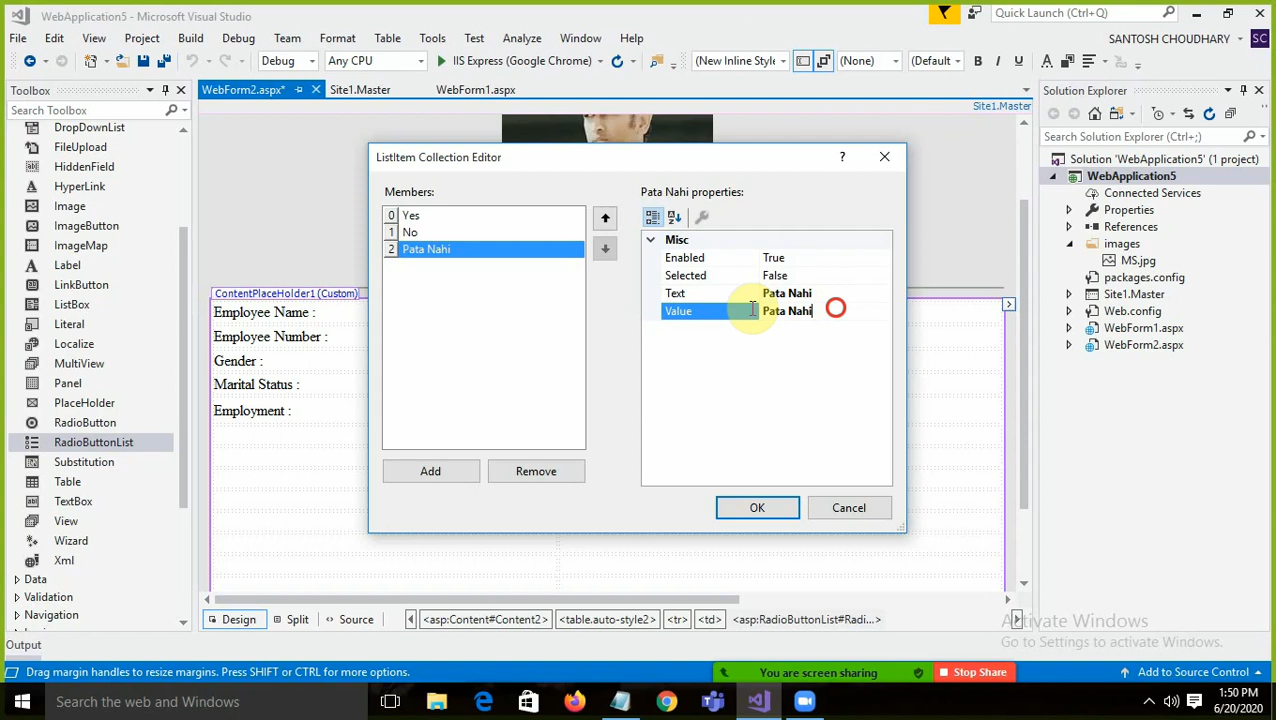 WebApplication5 - Microsoft Visual Studio
Quick Launch (Ctrl+Q)
File Edit View Project Build Debug Team Format Table Tools Test Analyze Window Help
SANTOSH CHOUDHARY SC
Debug Any CPU IIS Express (Google Chrome) (New Inline Style (None) (Default B I A
Toolbox
WebForm2.aspx* Site1.Master WebForm1.aspx
Solution Explorer
Search Toolbox
Site1.Master
Search Solution Explorer (Ctrl+;)
DropDownList
FileUpload
HiddenField
HyperLink
Image
ImageButton
ImageMap
Label
LinkButton
ListBox
Literal
Localize
MultiView
Panel
PlaceHolder
RadioButton
RadioButtonList
Substitution
Table
TextBox
View
Wizard
Xml
Data
Validation
Navigation
Output
ListItem Collection Editor
?
Members:
0 Yes
1 No
2 Pata Nahi
Add Remove
Pata Nahi properties:
Misc
Enabled True
Selected False
Text Pata Nahi
Value Pata Nahi
OK Cancel
ContentPlaceHolder1 (Custom)
Employee Name :
Employee Number :
Gender :
Marital Status :
Employment :
Solution 'WebApplication5' (1 project)
WebApplication5
Connected Services
Properties
References
images
MS.jpg
packages.config
Site1.Master
Web.config
WebForm1.aspx
WebForm2.aspx
Design Split Source <asp:Content#Content2> <table.auto-style2> <tr> <td> <asp:RadioButtonList#Radi...>
Activate Windows
Go to Settings to activate Windows.
Drag margin handles to resize margins. Press SHIFT or CTRL for more options.
You are screen sharing Stop Share
Add to Source Control
Search the web and Windows
1:50 PM
6/20/2020